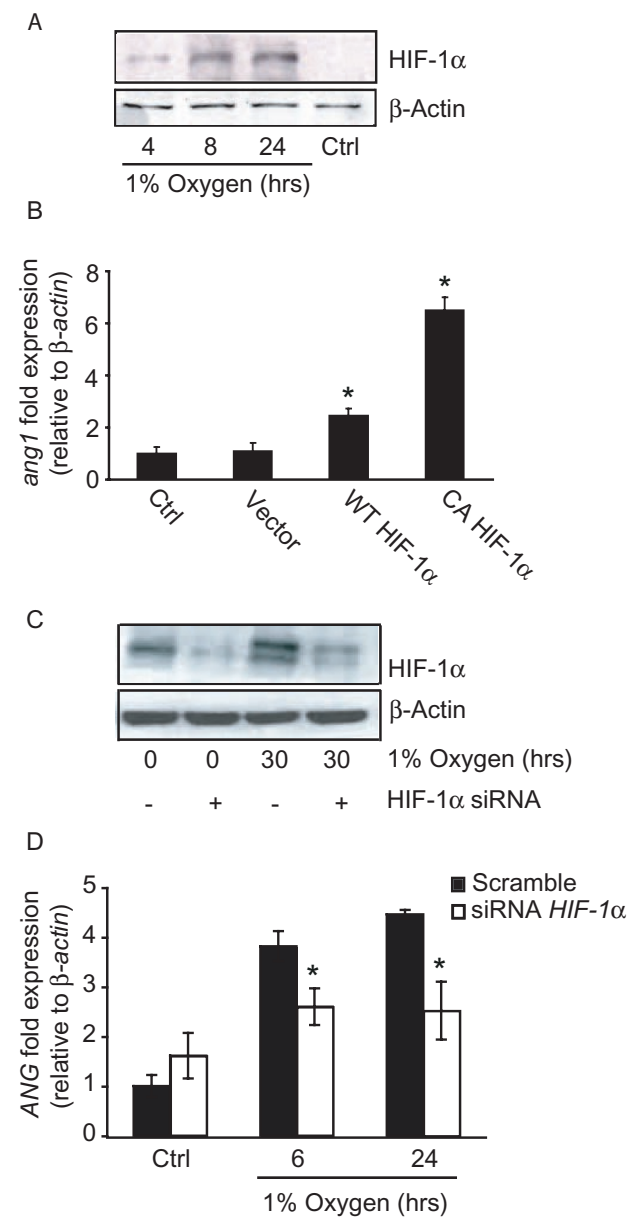 A
HIF-1α
β-Actin
4 8 24 Ctrl
1% Oxygen (hrs)
B
ang1 fold expression
(relative to β-actin)
8
6
4
2
0
*
*
Ctrl
Vector
WT HIF-1α
CA HIF-1α
C
HIF-1α
β-Actin
0 0 30 30 1% Oxygen (hrs)
- + - + HIF-1α siRNA
D
ANG fold expression
(relative to β-actin)
5
4
3
2
1
0
Scramble
siRNA HIF-1α
*
*
Ctrl 6 24
1% Oxygen (hrs)